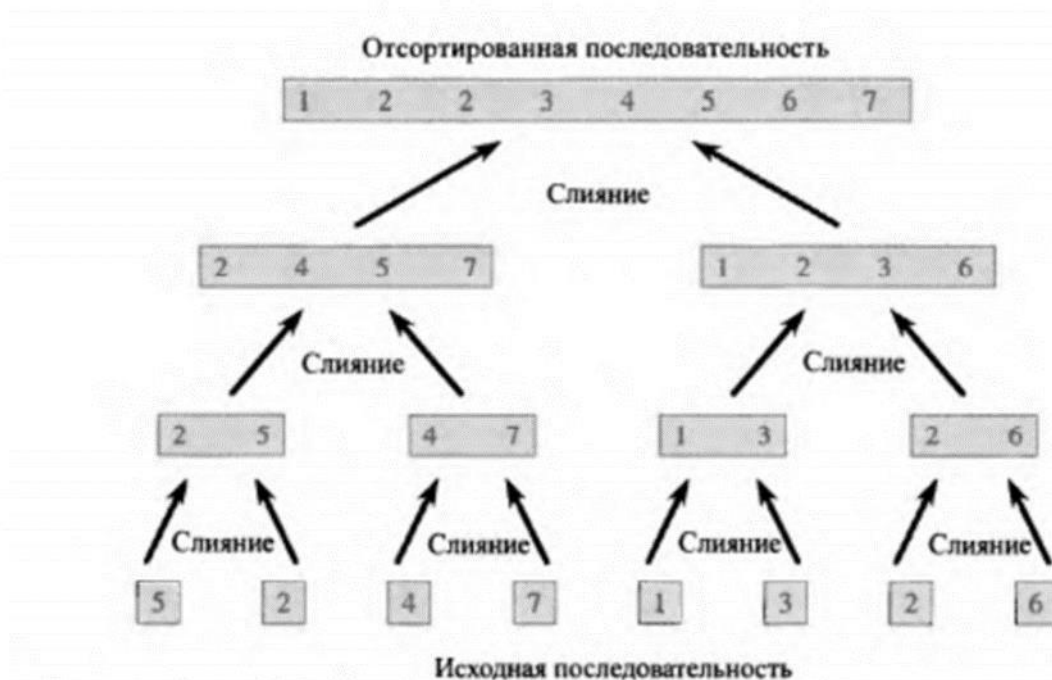 Отсортированная последовательность
1 2 2 3 4 5 6 7
Слияние
2 4 5 7 1 2 3 6
Слияние Слияние
2 5 4 7 1 3 2 6
Слияние Слияние Слияние Слияние
5 2 4 7 1 3 2 6
Исходная последовательность